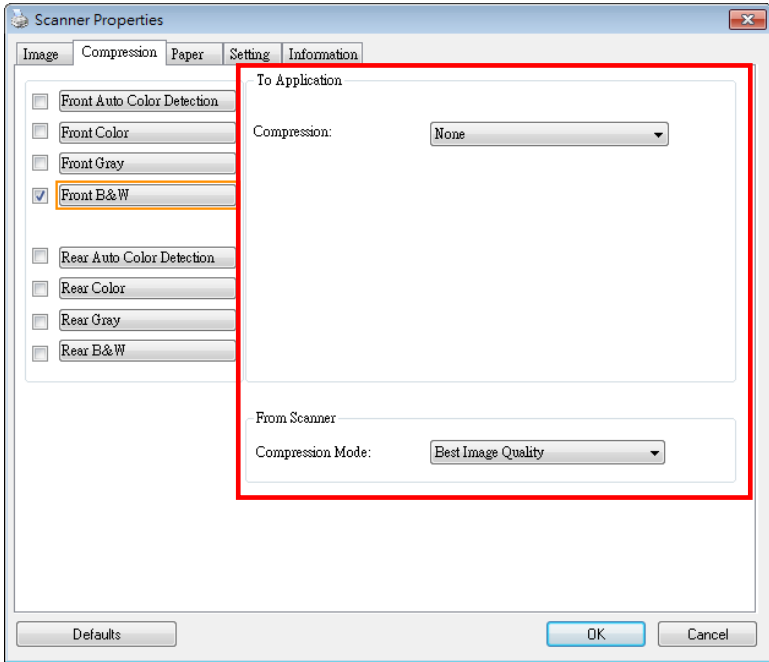 Scanner Properties
Image Compression Paper Setting Information
Front Auto Color Detection
Front Color
Front Gray
Front B&W
Rear Auto Color Detection
Rear Color
Rear Gray
Rear B&W
To Application
Compression: None
From Scanner
Compression Mode: Best Image Quality
Defaults OK Cancel